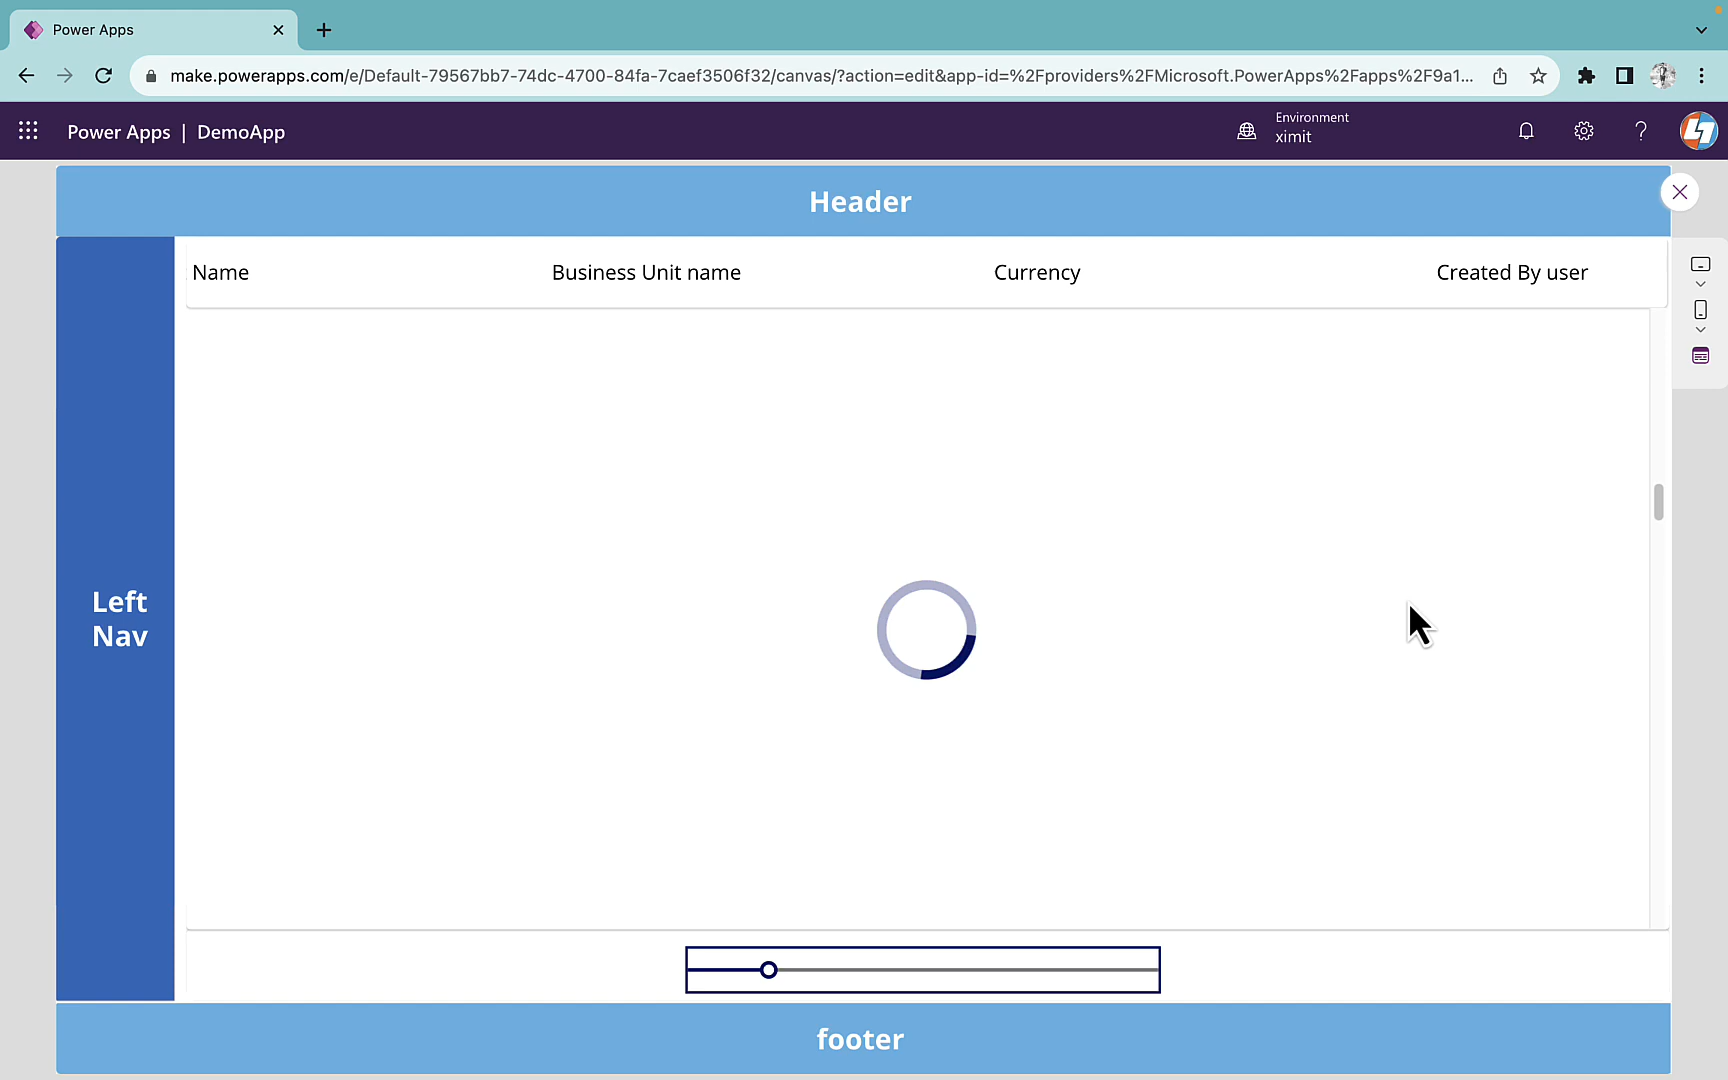 Power Apps
make.powerapps.com/e/Default-79567bb7-74dc-4700-84fa-7caef3506f32/canvas/?action=edit&app-id=%2Fproviders%2FMicrosoft.PowerApps%2Fapps%2F9a1...
Power Apps | DemoApp
Environment
ximit
Header
Name Business Unit name Currency Created By user
Left
Nav
footer